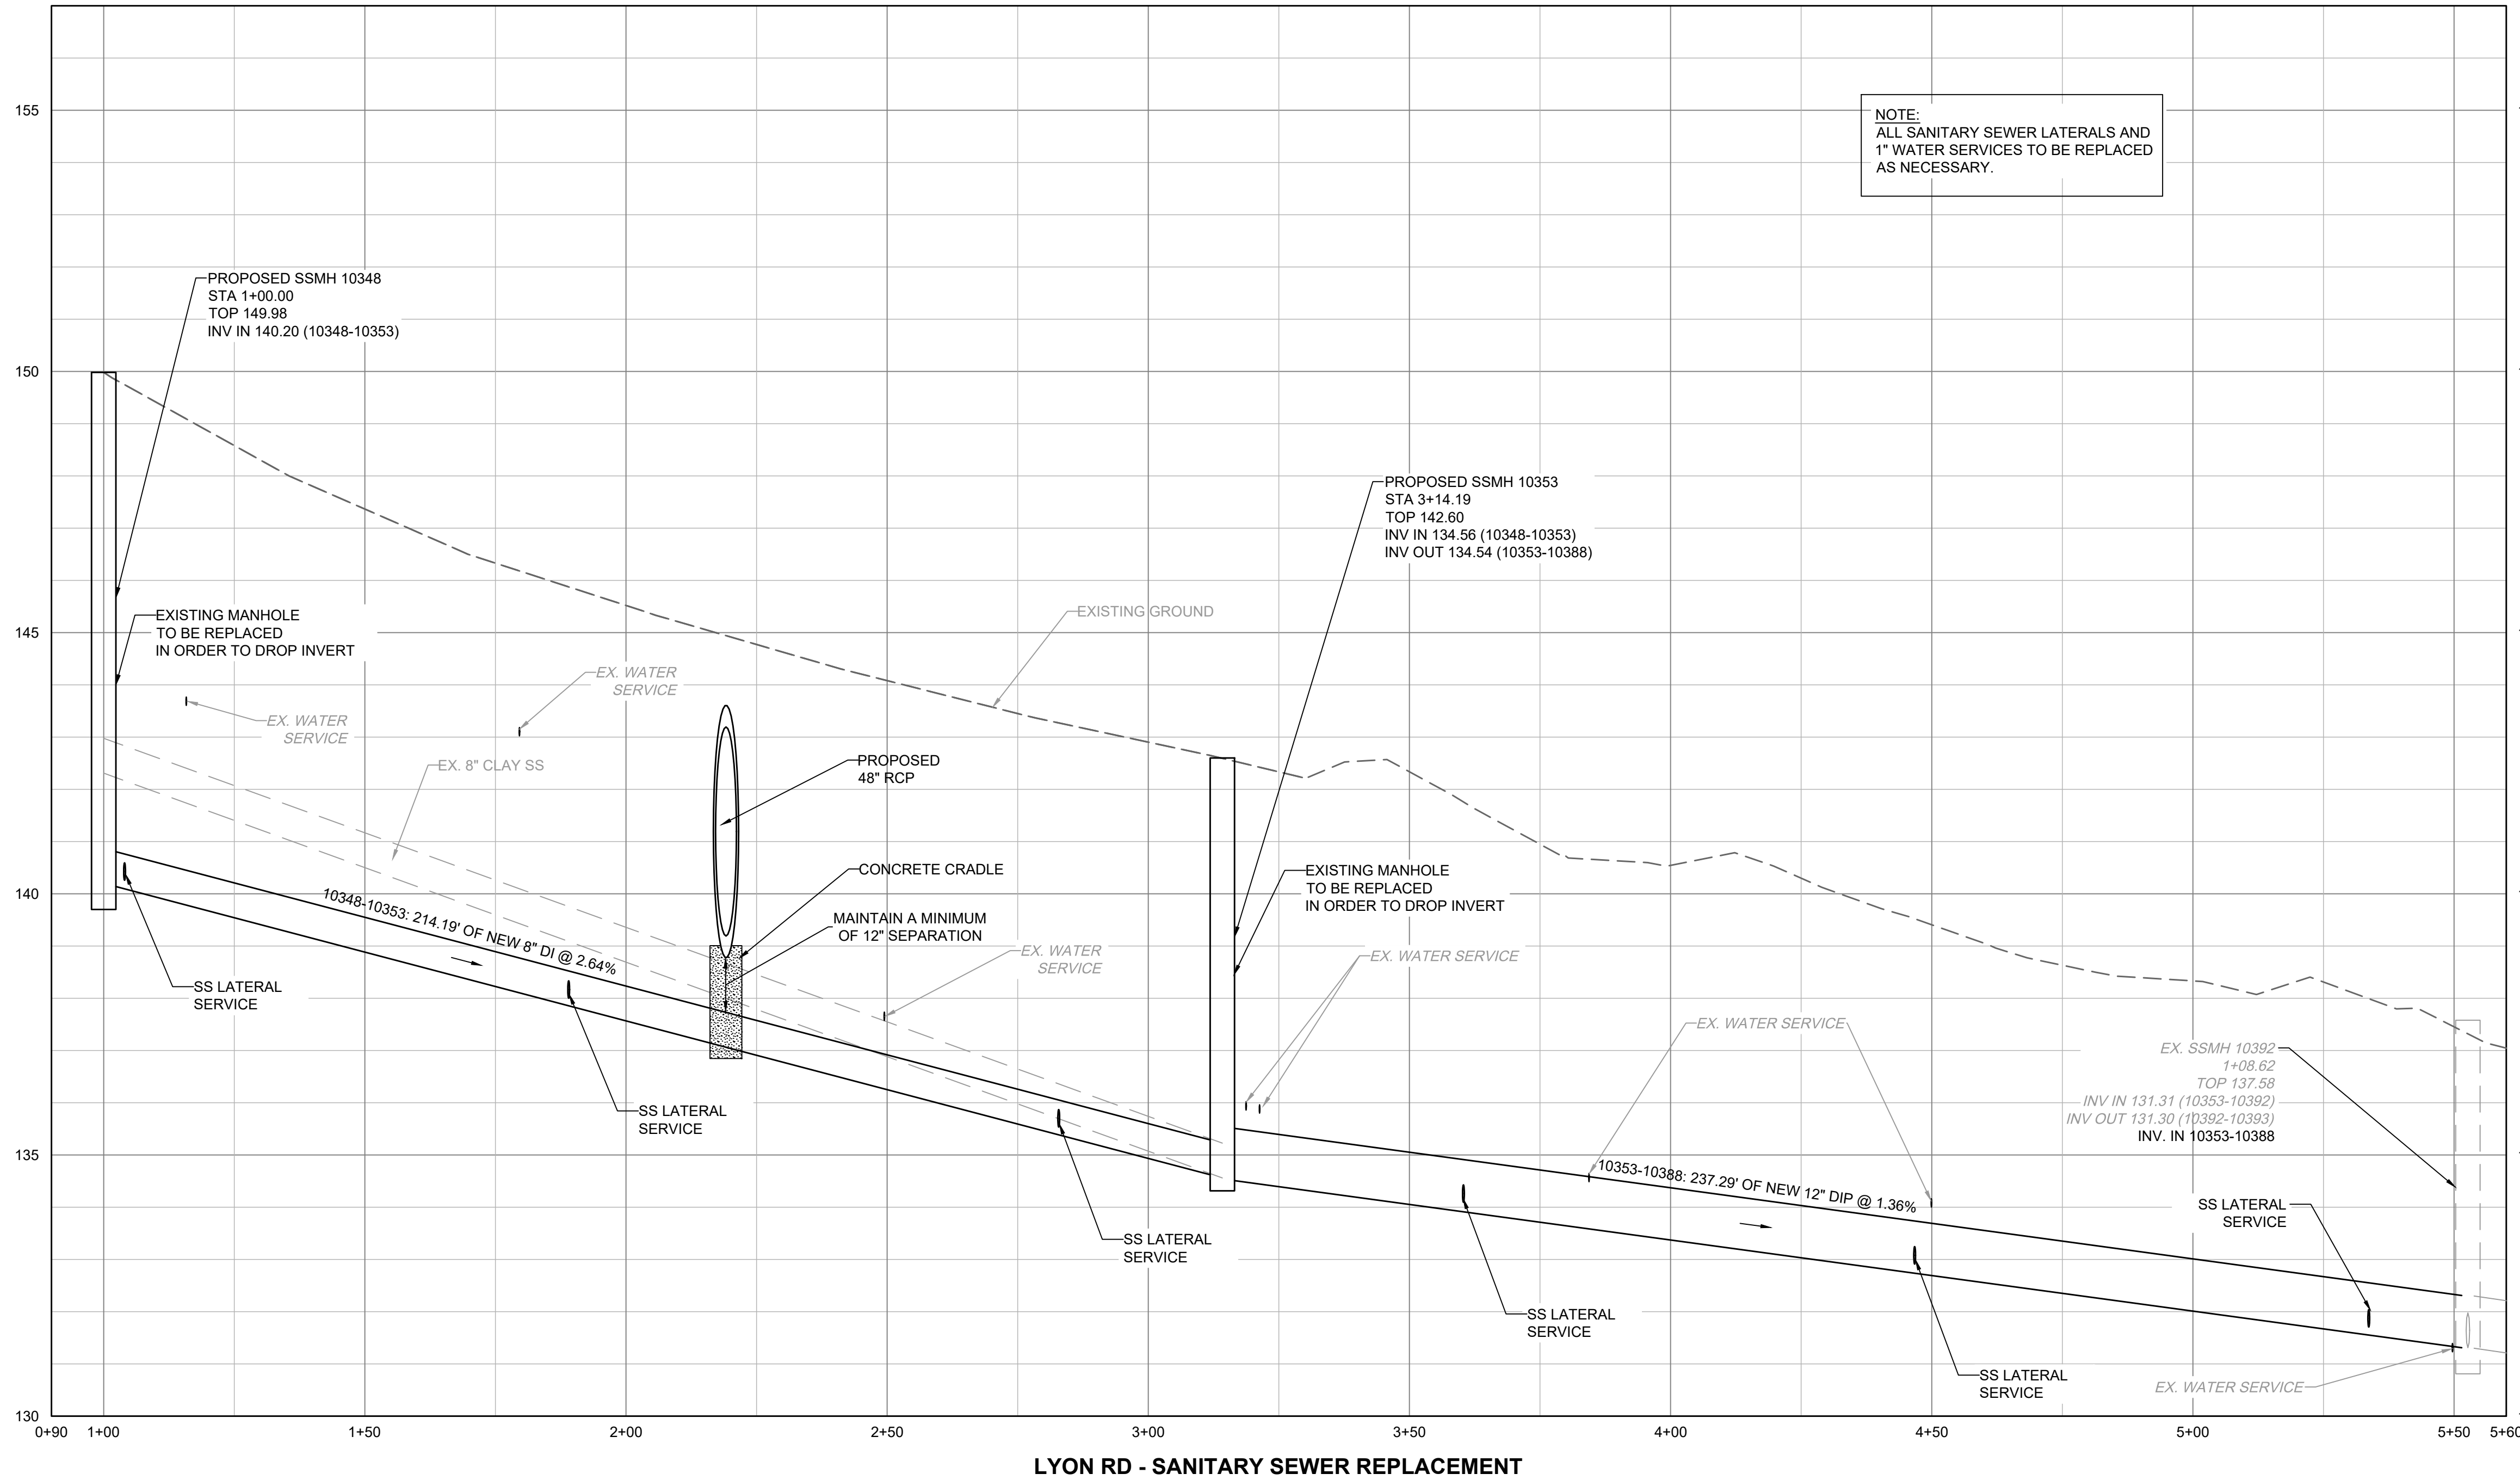 155
NOTE:
ALL SANITARY SEWER LATERALS AND
1" WATER SERVICES TO BE REPLACED
AS NECESSARY.
PROPOSED SSMH 10348
STA 1+00.00
TOP 149.98
INV IN 140.20 (10348-10353)
150
PROPOSED SSMH 10353
STA 3+14.19
TOP 142.60
INV IN 134.56 (10348-10353)
INV OUT 134.54 (10353-10388)
EXISTING MANHOLE
TO BE REPLACED
IN ORDER TO DROP INVERT
EXISTING GROUND
145
EX. WATER
SERVICE
EX. WATER
SERVICE
EX. 8" CLAY SS
PROPOSED
48" RCP
CONCRETE CRADLE
EXISTING MANHOLE
TO BE REPLACED
IN ORDER TO DROP INVERT
140
10348-10353: 214.19' OF NEW 8" DI @ 2.64%
MAINTAIN A MINIMUM
OF 12" SEPARATION
EX. WATER
SERVICE
EX. WATER SERVICE
SS LATERAL
SERVICE
EX. WATER SERVICE
EX. SSMH 10392
1+08.62
TOP 137.58
INV IN 131.31 (10353-10392)
INV OUT 131.30 (10392-10393)
INV. IN 10353-10388
SS LATERAL
SERVICE
135
10353-10388: 237.29' OF NEW 12" DIP @ 1.36%
SS LATERAL
SERVICE
SS LATERAL
SERVICE
SS LATERAL
SERVICE
SS LATERAL
SERVICE
EX. WATER SERVICE
130
0+90 1+00 1+50 2+00 2+50 3+00 3+50 4+00 4+50 5+00 5+50 5+60
LYON RD - SANITARY SEWER REPLACEMENT